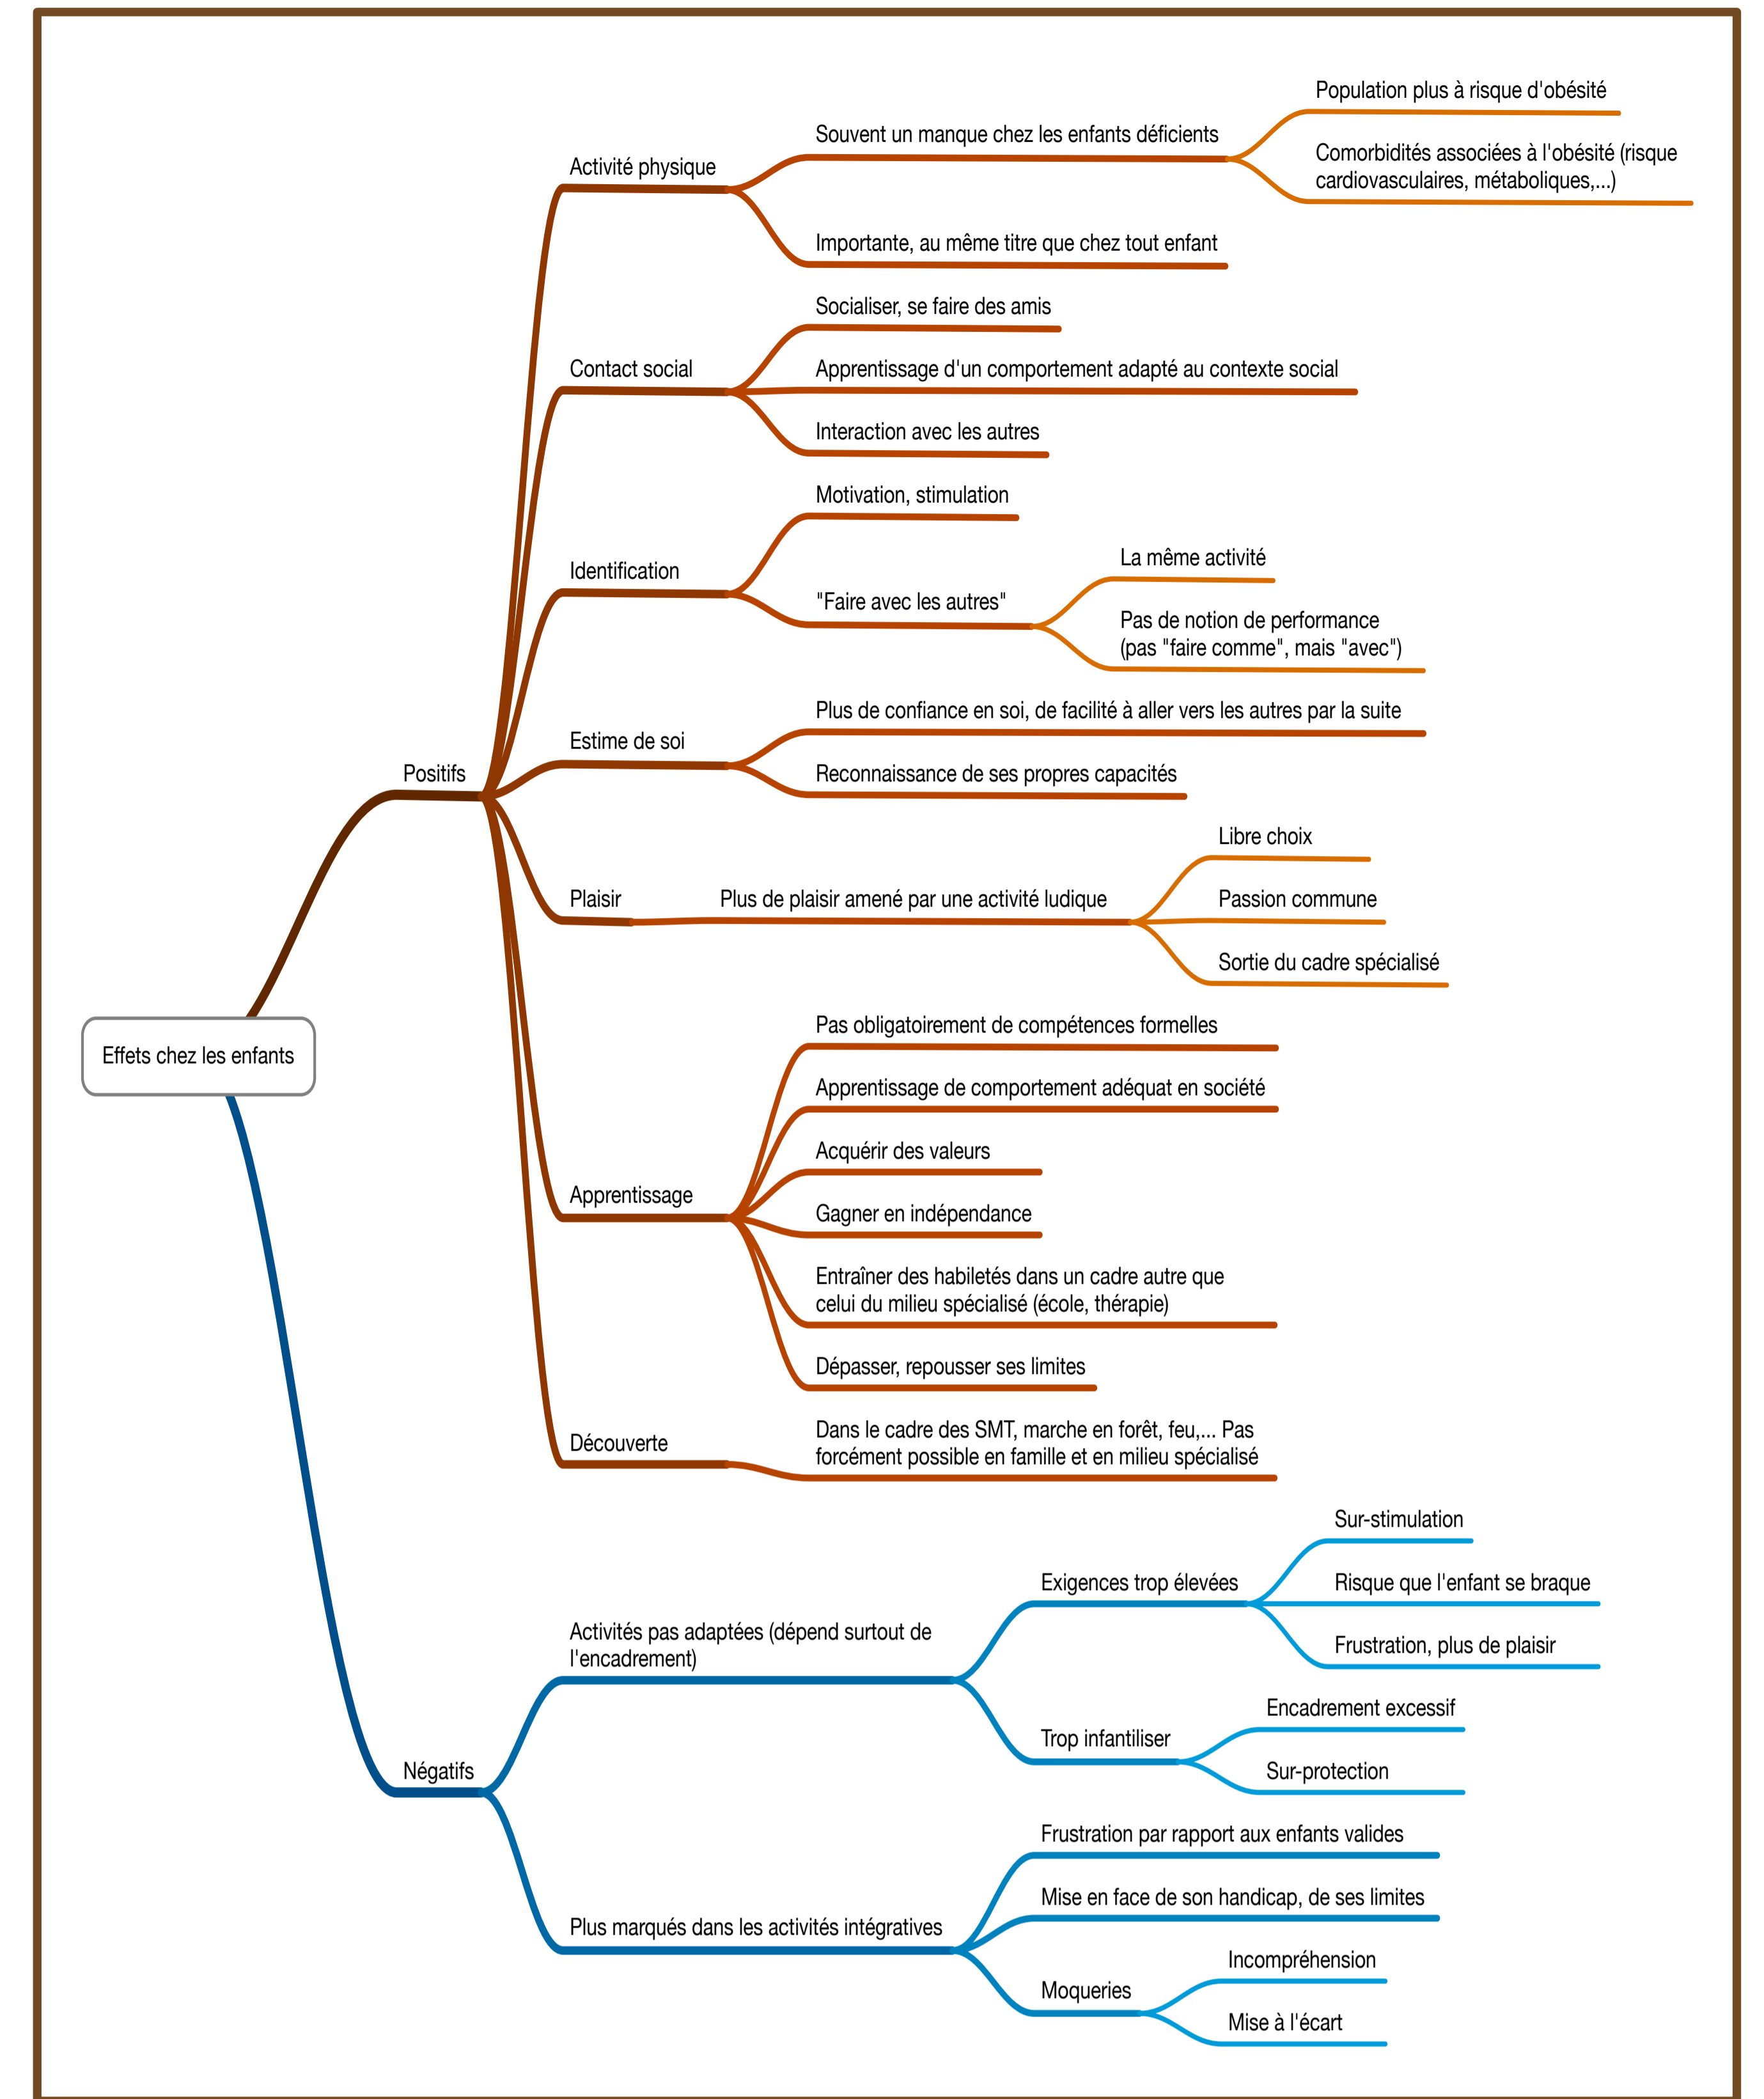 Effets chez les enfants
Positifs
Activité physique
Souvent un manque chez les enfants déficients
Population plus à risque d'obésité
Comorbidités associées à l'obésité (risque
cardiovasculaires, métaboliques,...)
Importante, au même titre que chez tout enfant
Contact social
Socialiser, se faire des amis
Apprentissage d'un comportement adapté au contexte social
Interaction avec les autres
Identification
Motivation, stimulation
"Faire avec les autres"
La même activité
Pas de notion de performance
(pas "faire comme", mais "avec")
Estime de soi
Plus de confiance en soi, de facilité à aller vers les autres par la suite
Reconnaissance de ses propres capacités
Plaisir
Plus de plaisir amené par une activité ludique
Libre choix
Passion commune
Sortie du cadre spécialisé
Apprentissage
Pas obligatoirement de compétences formelles
Apprentissage de comportement adéquat en société
Acquérir des valeurs
Gagner en indépendance
Entraîner des habiletés dans un cadre autre que
celui du milieu spécialisé (école, thérapie)
Dépasser, repousser ses limites
Découverte
Dans le cadre des SMT, marche en forêt, feu,... Pas
forcément possible en famille et en milieu spécialisé
Négatifs
Activités pas adaptées (dépend surtout de
l'encadrement)
Exigences trop élevées
Sur-stimulation
Risque que l'enfant se braque
Frustration, plus de plaisir
Trop infantiliser
Encadrement excessif
Sur-protection
Plus marqués dans les activités intégratives
Frustration par rapport aux enfants valides
Mise en face de son handicap, de ses limites
Moqueries
Incompréhension
Mise à l'écart